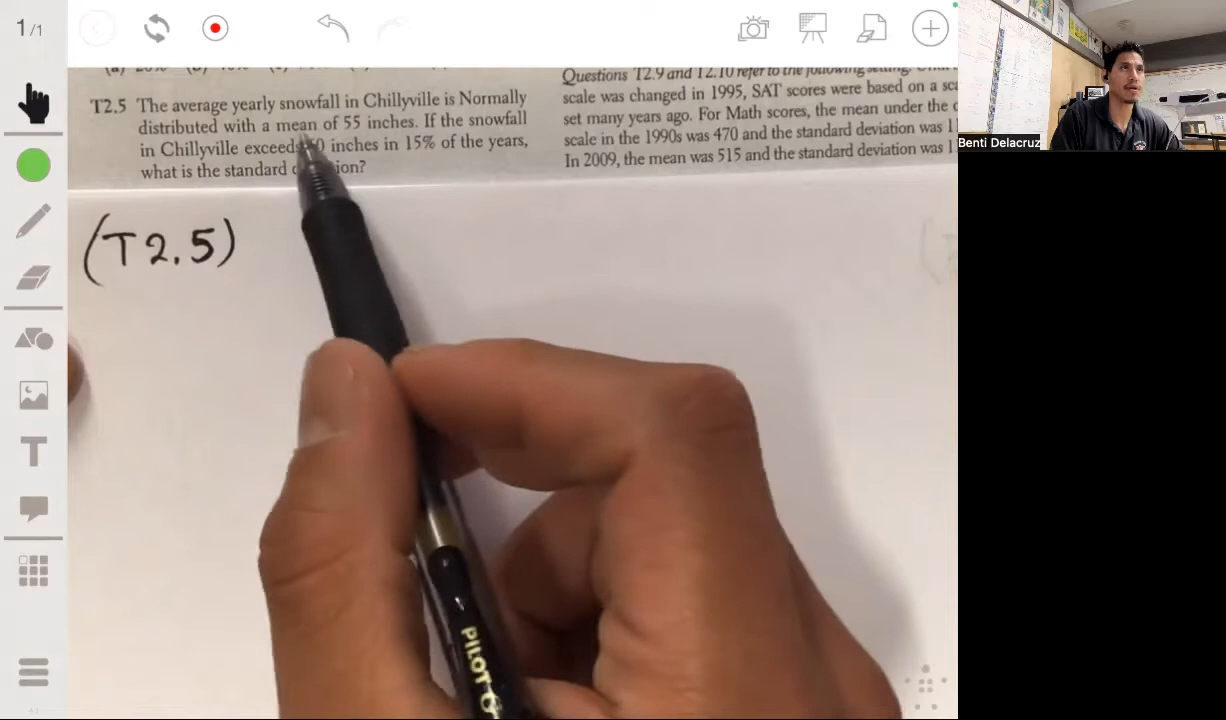 1/1
Questions T2.9 and T2.10 refer to the following setting.
T2.5 The average yearly snowfall in Chillyville is Normally
distributed with a mean of 55 inches. If the snowfall
in Chillyville exceeds inches in 15% of the years,
what is the standard
scale was changed in 1995, SAT scores were based on a
set many years ago. For Math scores, the mean under the
scale in the 1990s was 470 and the standard deviation was
In 2009, the mean was 515 and the standard deviation was
(T2.5)
Benti Delacruz
T
PILOT G